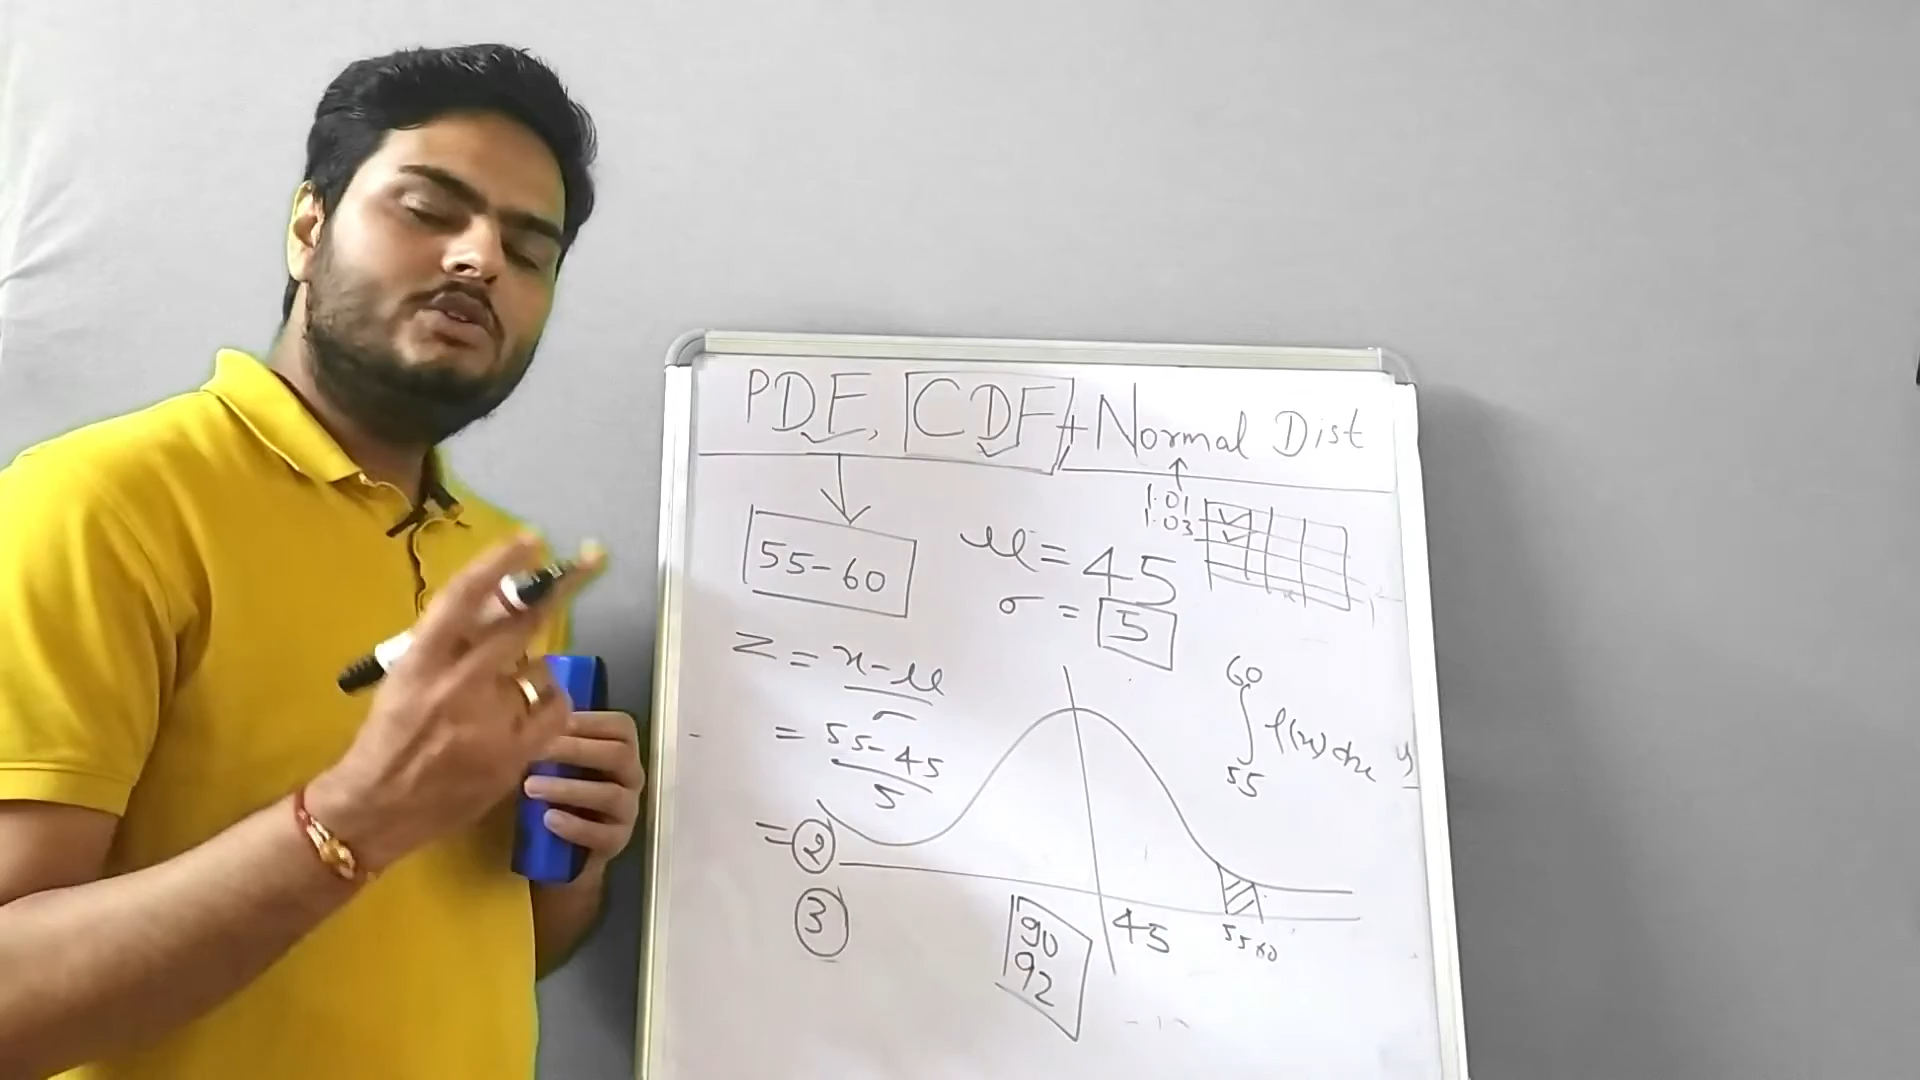 PDF, CDF + Normal Dist
1.01
1.03
55-60
μ = 45
σ = 5
Z = x-μ
σ
= 55-45
5
= 2
3
60
∫ f(x) dx
55
45
55 60
90
92